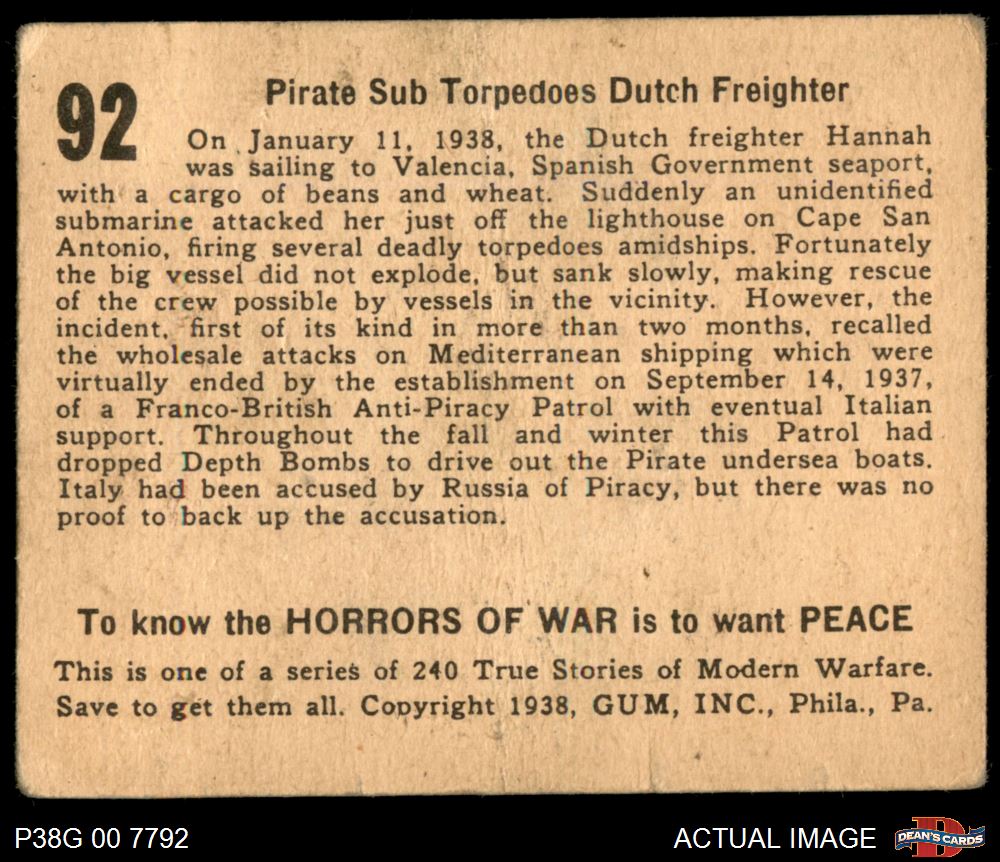 92
Pirate Sub Torpedoes Dutch Freighter
On January 11, 1938, the Dutch freighter Hannah
was sailing to Valencia, Spanish Government seaport,
with a cargo of beans and wheat. Suddenly an unidentified
submarine attacked her just off the lighthouse on Cape San
Antonio, firing several deadly torpedoes amidships. Fortunately
the big vessel did not explode, but sank slowly, making rescue
of the crew possible by vessels in the vicinity. However, the
incident, first of its kind in more than two months, recalled
the wholesale attacks on Mediterranean shipping which were
virtually ended by the establishment on September 14, 1937,
of a Franco-British Anti-Piracy Patrol with eventual Italian
support. Throughout the fall and winter this Patrol had
dropped Depth Bombs to drive out the Pirate undersea boats.
Italy had been accused by Russia of Piracy, but there was no
proof to back up the accusation.
To know the HORRORS OF WAR is to want PEACE
This is one of a series of 240 True Stories of Modern Warfare.
Save to get them all. Copyright 1938, GUM, INC., Phila., Pa.
P38G 00 7792
ACTUAL IMAGE
D
DEAN'S CARDS